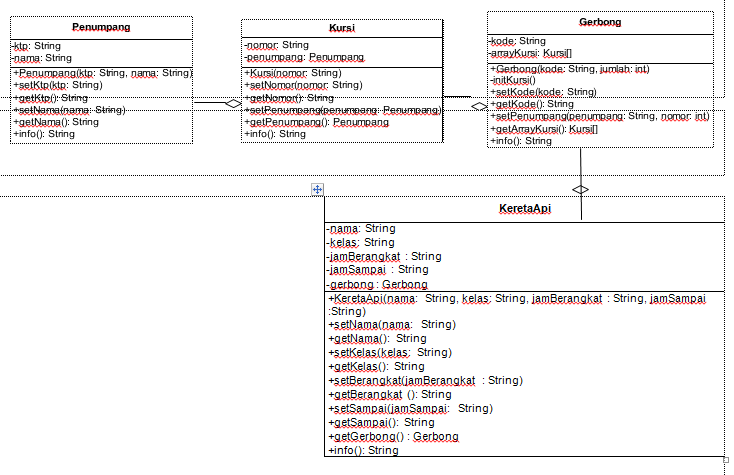 Penumpang
-ktp: String
-nama: String
+Penumpang(ktp: String, nama: String)
+setKtp(ktp: String)
+getKtp(): String
+setNama(nama: String)
+getNama(): String
+info(): String
Kursi
-nomor: String
-penumpang: Penumpang
+Kursi(nomor: String)
+setNomor(nomor: String)
+getNomor(): String
+setPenumpang(penumpang: Penumpang)
+getPenumpang(): Penumpang
+info(): String
Gerbong
-kode: String
-arrayKursi: Kursi[]
+Gerbong(kode: String, jumlah: int)
-initKursi()
+setKode(kode: String)
+getKode(): String
+setPenumpang(penumpang: String, nomor: int)
+getArrayKursi(): Kursi[]
+info(): String
KeretaApi
-nama: String
-kelas: String
-jamBerangkat : String
-jamSampai : String
-gerbong : Gerbong
+KeretaApi(nama: String, kelas: String, jamBerangkat : String, jamSampai
:String)
+setNama(nama: String)
+getNama(): String
+setKelas(kelas: String)
+getKelas(): String
+setBerangkat(jamBerangkat : String)
+getBerangkat (): String
+setSampai(jamSampai: String)
+getSampai(): String
+getGerbong() : Gerbong
+info(): String